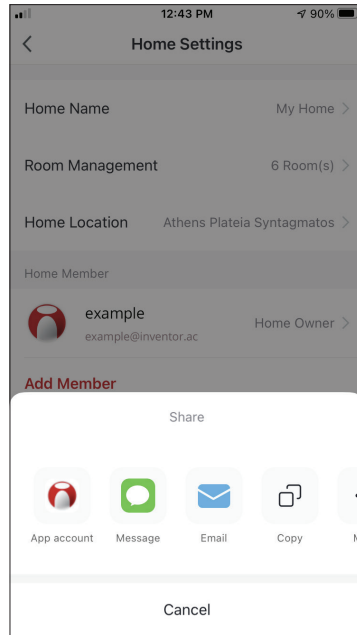 12:43 PM 90%
Home Settings
Home Name My Home
Room Management 6 Room(s)
Home Location Athens Plateia Syntagmatos
Home Member
example
example@inventor.ac
Home Owner
Add Member
Share
App account Message Email Copy M
Cancel